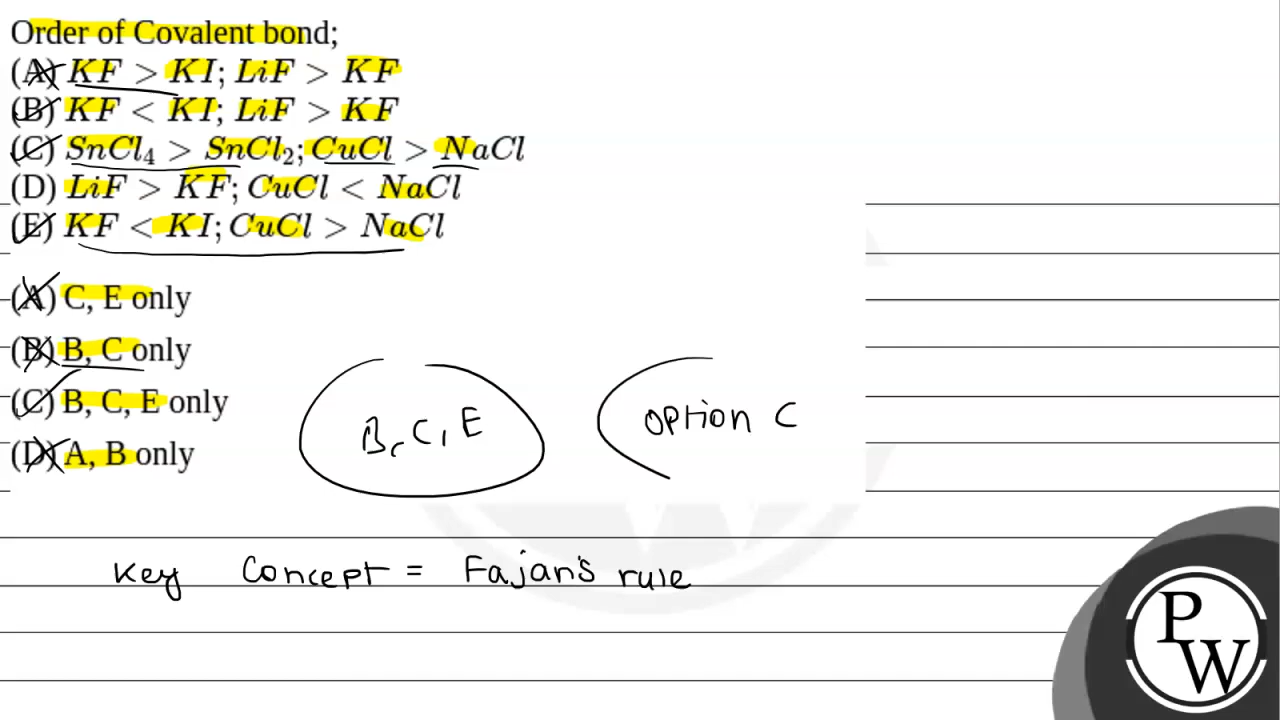 Order of Covalent bond;
(A) KF > KI; LiF > KF
(B) KF < KI; LiF > KF
(C) SnCl₄ > SnCl₂; CuCl > NaCl
(D) LiF > KF; CuCl < NaCl
(E) KF < KI; CuCl > NaCl
(A) C, E only
(B) B, C only
(C) B, C, E only
(D) A, B only
B, C, E
option C
Key Concept = Fajan's rule
P
W